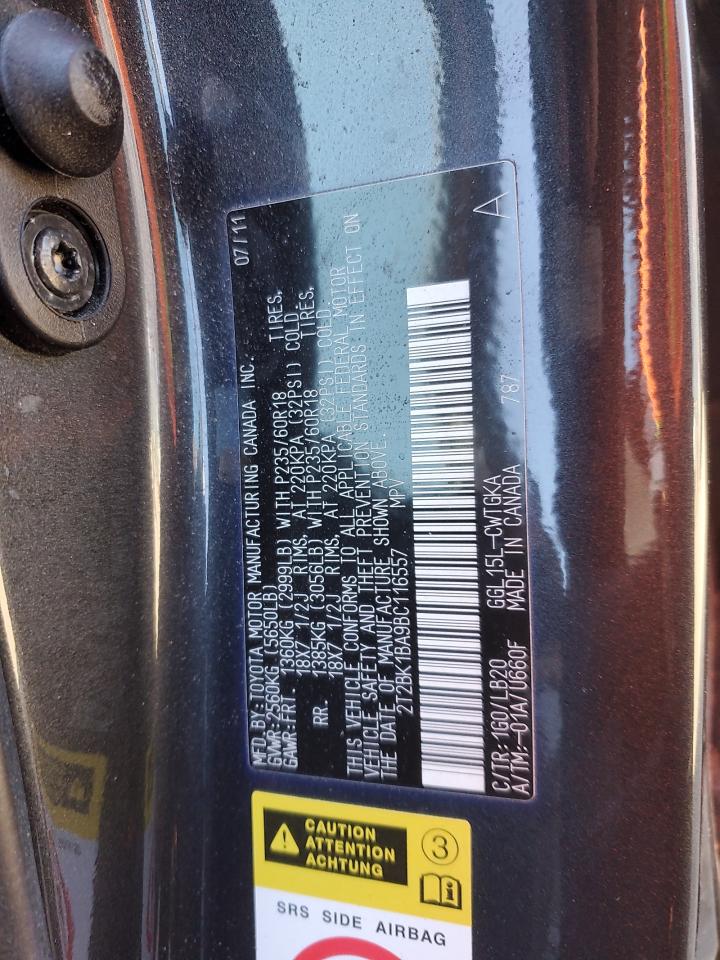 MFD.BY:TOYOTA MOTOR MANUFACTURING CANADA INC. 07/11
GVWR:2560KG (5650LB)
GAWR:FRT. 1360KG (2999LB) WITH P235/60R18 TIRES,
18X7 1/2J RIMS, AT 220KPA (32PSI) COLD.
RR. 1385KG (3056LB) WITH P235/60R18 TIRES,
18X7 1/2J RIMS, AT 220KPA (32PSI) COLD.
THIS VEHICLE CONFORMS TO ALL APPLICABLE FEDERAL MOTOR
VEHICLE SAFETY AND THEFT PREVENTION STANDARDS IN EFFECT ON
THE DATE OF MANUFACTURE SHOWN ABOVE.
2T2BK1BA9BC116557 MPV
A
C/TR:1G0/LB20 GGL15L-CWTGKA 787
A/TM:-01A/U660F MADE IN CANADA
CAUTION
ATTENTION
ACHTUNG
3
SRS SIDE AIRBAG